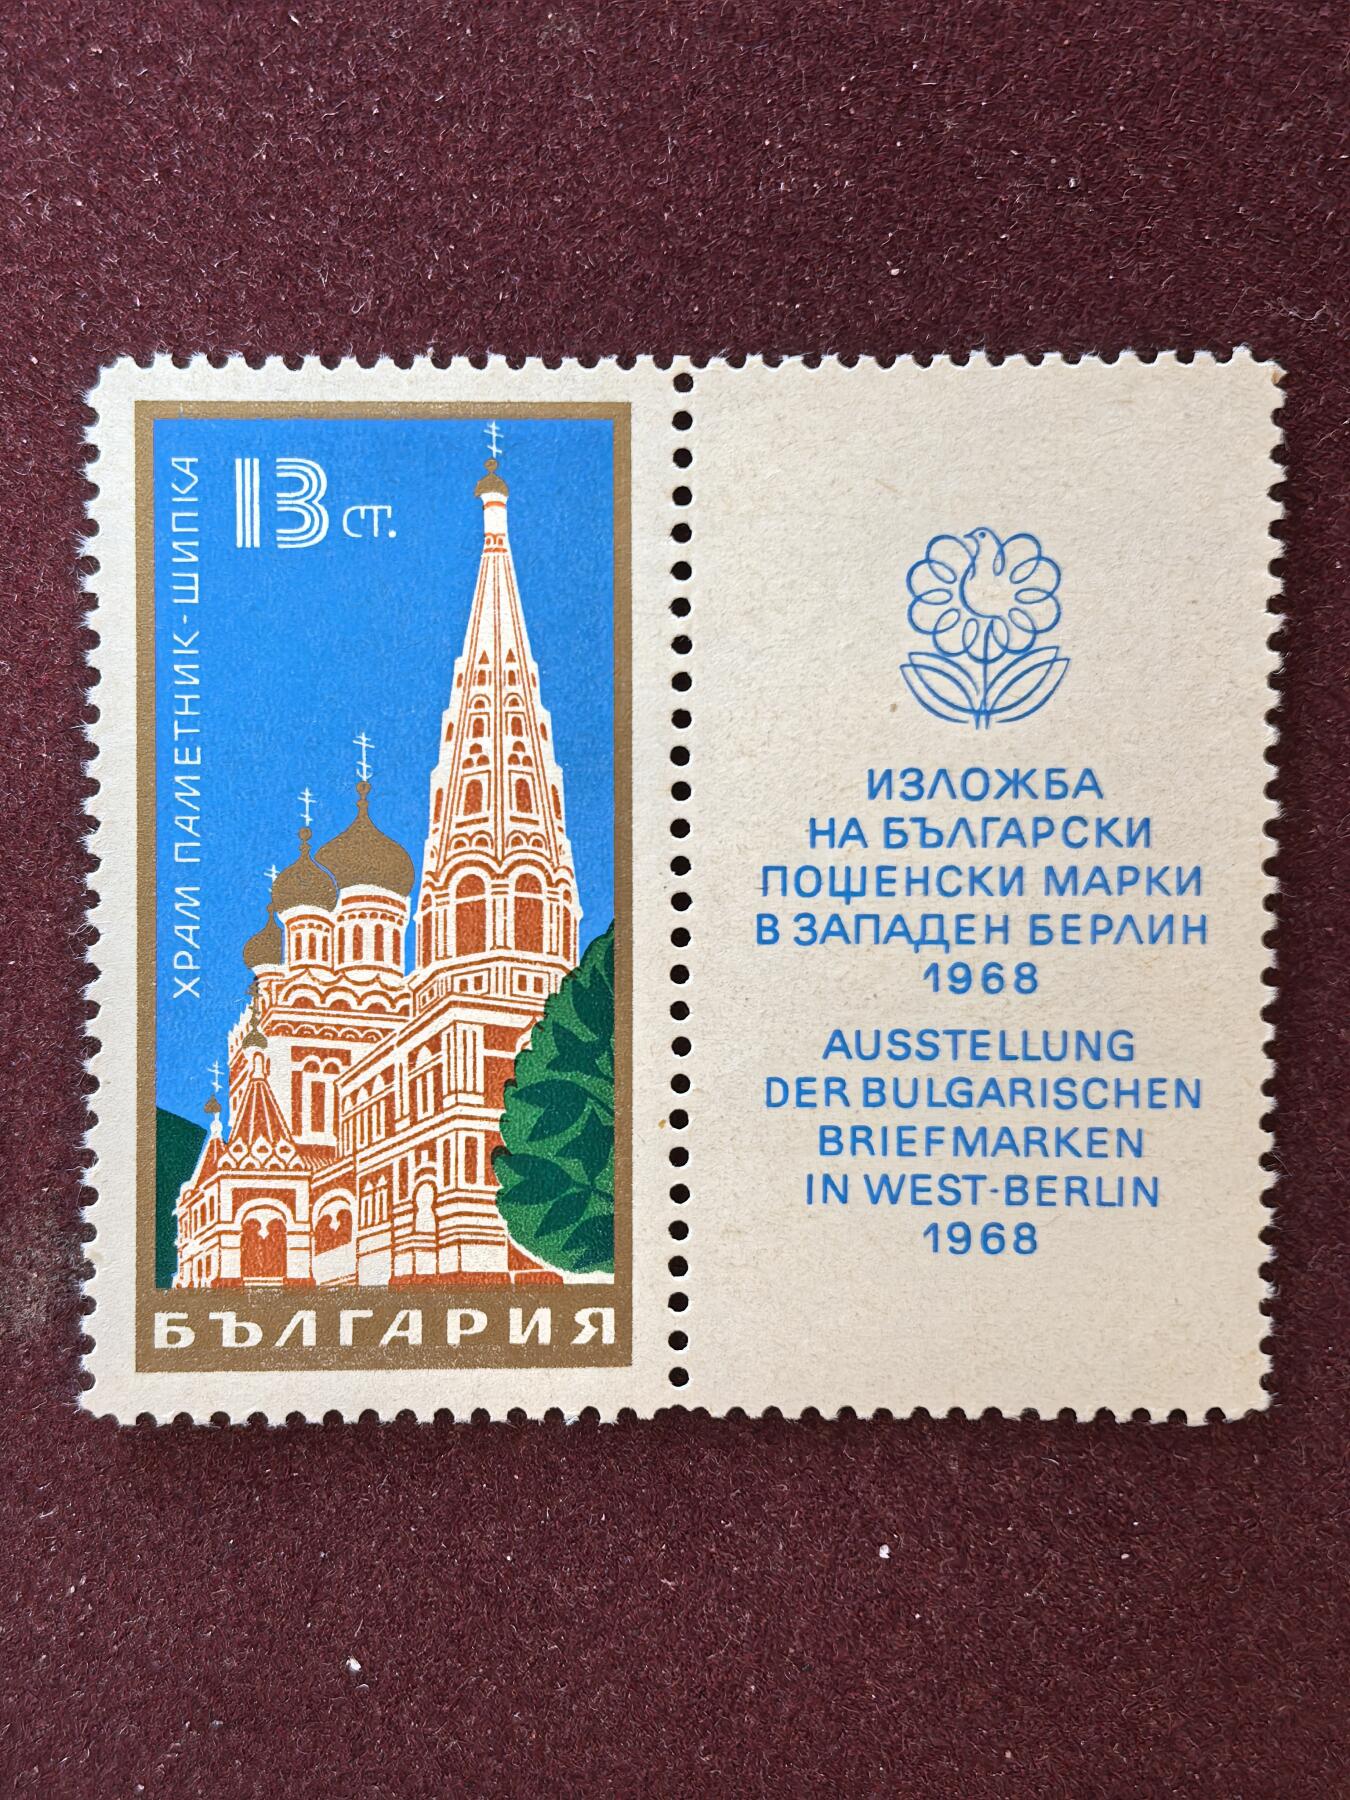 13 ст.
ХРАМ ПАМЕТНИК-ШИПКА
БЪЛГАРИЯ
ИЗЛОЖБА
НА БЪЛГАРСКИ
ПОЩЕНСКИ МАРКИ
В ЗАПАДЕН БЕРЛИН
1968
AUSSTELLUNG
DER BULGARISCHEN
BRIEFMARKEN
IN WEST-BERLIN
1968